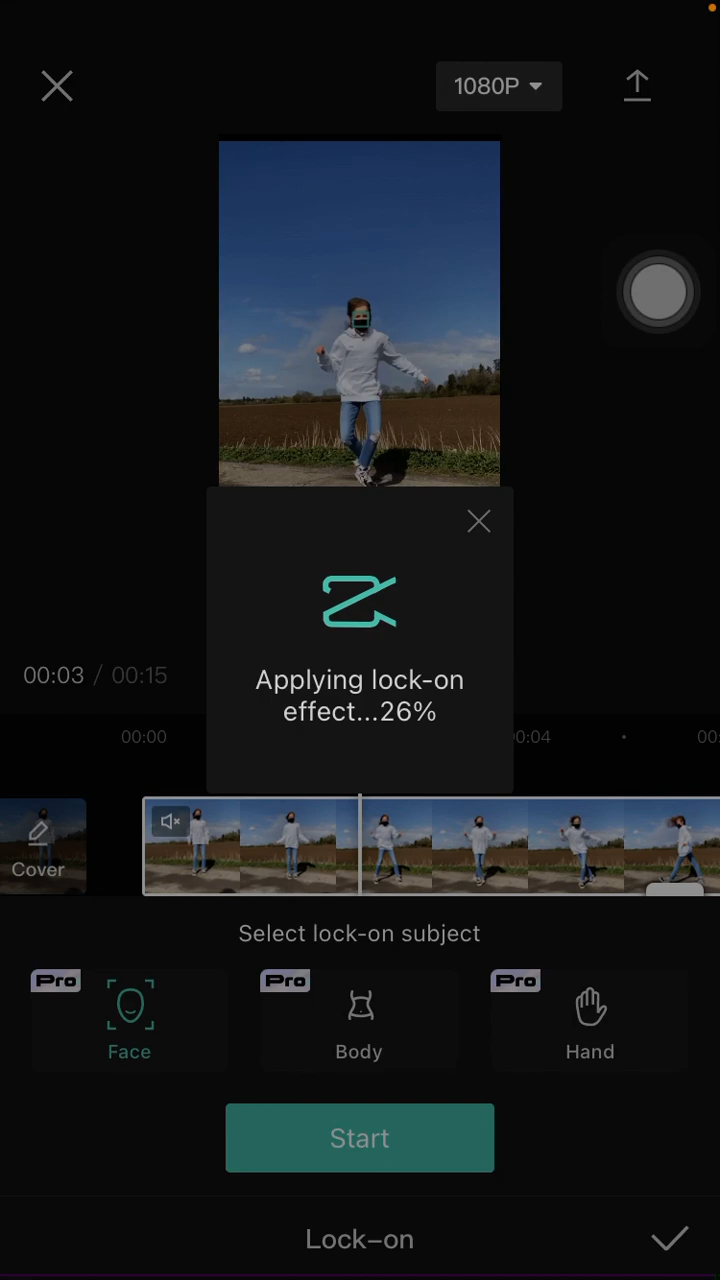 1080P
Applying lock-on
effect...26%
00:03 / 00:15
00:00
0:04
00:
Cover
Select lock-on subject
Pro
Pro
Pro
Face
Body
Hand
Start
Lock-on